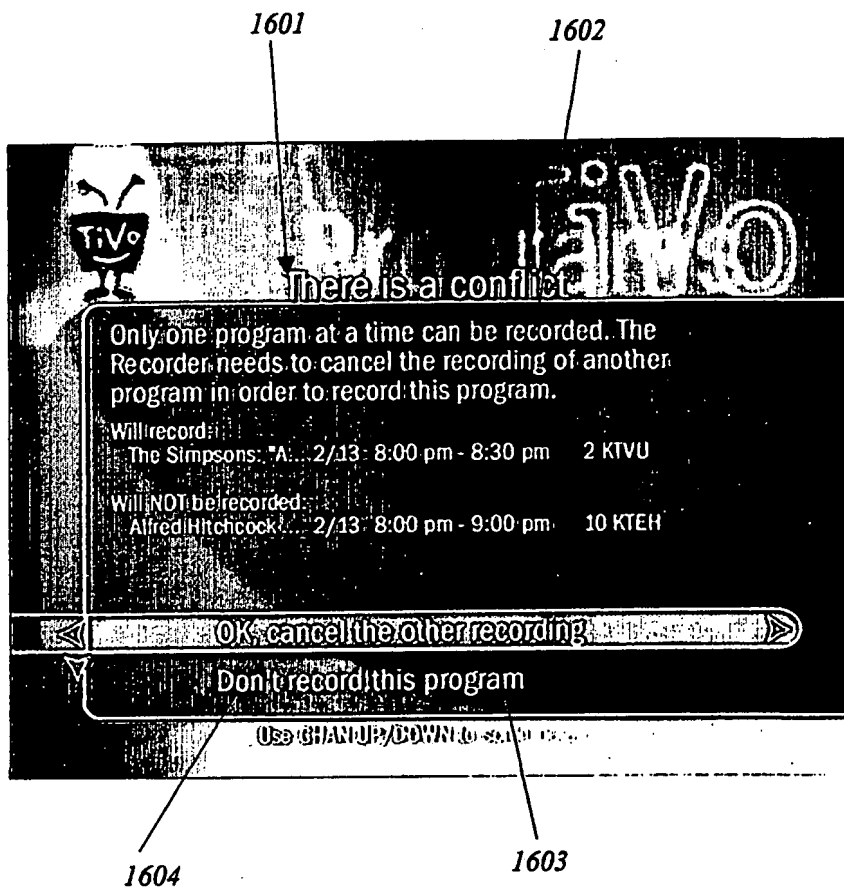 1601
1602
TiVo
TiVo
There is a conflict
Only one program at a time can be recorded. The
Recorder needs to cancel the recording of another
program in order to record this program.
Will record:
The Simpsons: "A... 2/13 8:00 pm - 8:30 pm 2 KTVU
Will NOT be recorded:
Alfred Hitchcock ... 2/13 8:00 pm - 9:00 pm 10 KTEH
OK, cancel the other recording
Don't record this program
Use CHAN UP/DOWN to
1604
1603